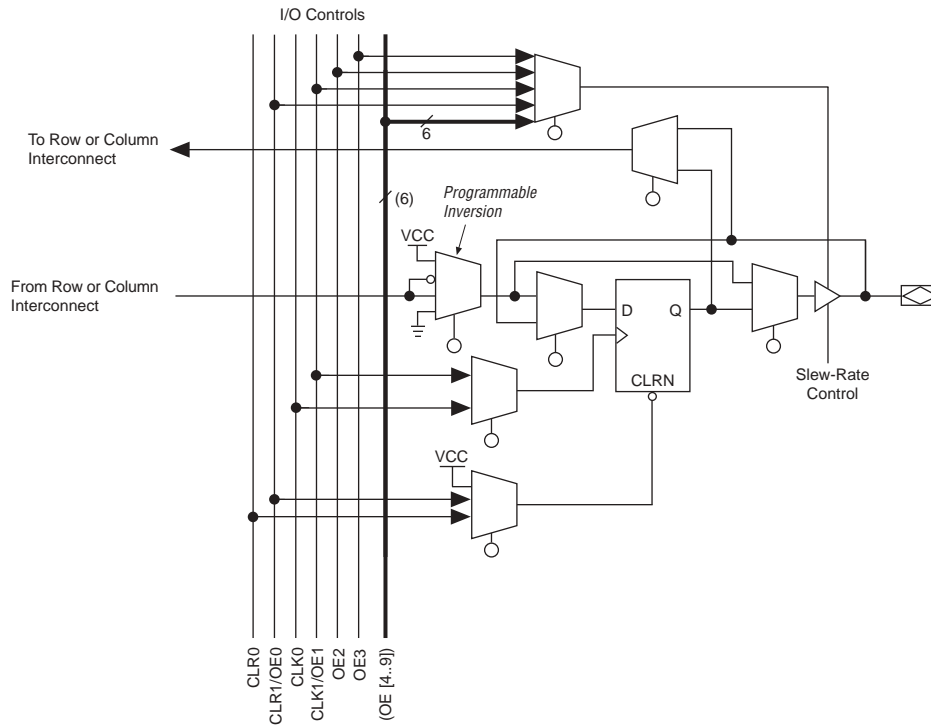 I/O Controls
6
To Row or Column
Interconnect
(6)
Programmable
Inversion
VCC
From Row or Column
Interconnect
D
Q
CLRN
Slew-Rate
Control
VCC
CLR0
CLR1/OE0
CLK0
CLK1/OE1
OE2
OE3
(OE [4..9])